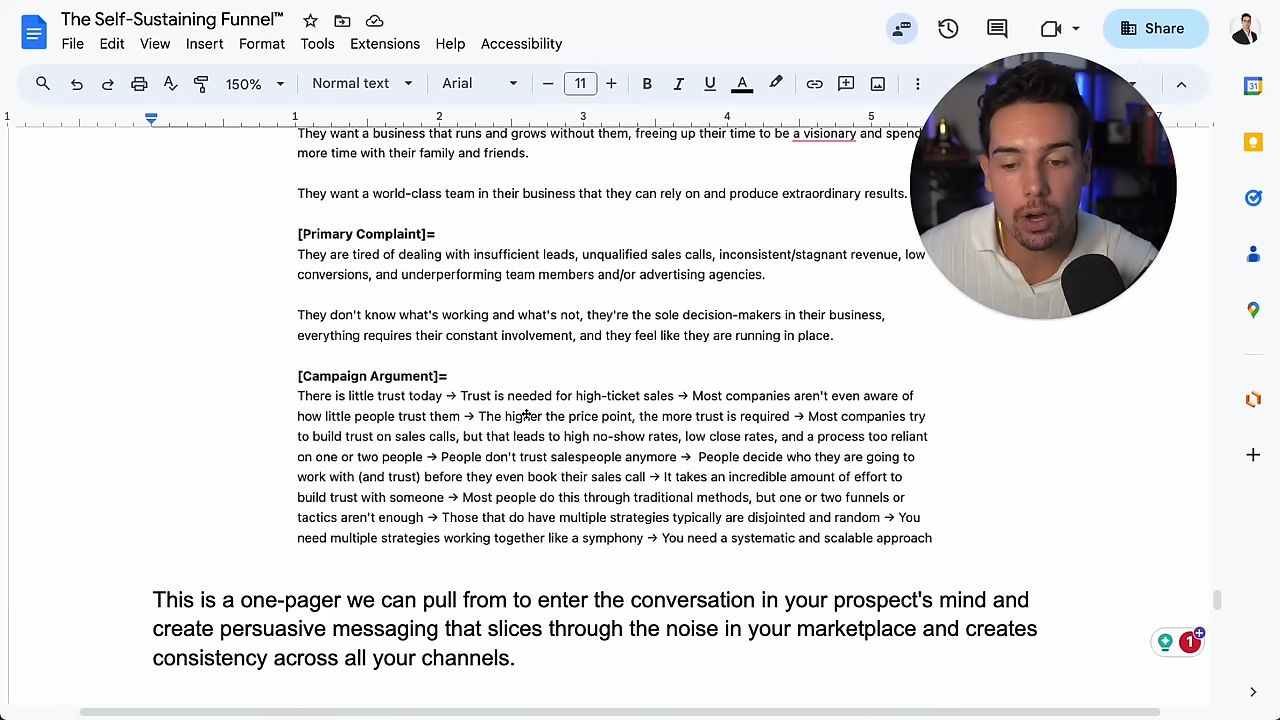 The Self-Sustaining Funnel™
File Edit View Insert Format Tools Extensions Help Accessibility
Share
150% Normal text Arial 11 B I U A
1 1 2 3 4 5 7
They want a business that runs and grows without them, freeing up their time to be a visionary and spend
more time with their family and friends.
They want a world-class team in their business that they can rely on and produce extraordinary results.
[Primary Complaint]=
They are tired of dealing with insufficient leads, unqualified sales calls, inconsistent/stagnant revenue, low
conversions, and underperforming team members and/or advertising agencies.
They don't know what's working and what's not, they're the sole decision-makers in their business,
everything requires their constant involvement, and they feel like they are running in place.
[Campaign Argument]=
There is little trust today → Trust is needed for high-ticket sales → Most companies aren't even aware of
how little people trust them → The higher the price point, the more trust is required → Most companies try
to build trust on sales calls, but that leads to high no-show rates, low close rates, and a process too reliant
on one or two people → People don't trust salespeople anymore → People decide who they are going to
work with (and trust) before they even book their sales call → It takes an incredible amount of effort to
build trust with someone → Most people do this through traditional methods, but one or two funnels or
tactics aren't enough → Those that do have multiple strategies typically are disjointed and random → You
need multiple strategies working together like a symphony → You need a systematic and scalable approach
This is a one-pager we can pull from to enter the conversation in your prospect's mind and
create persuasive messaging that slices through the noise in your marketplace and creates
consistency across all your channels.
31
1